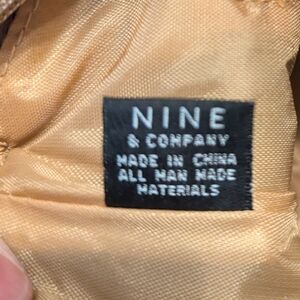 NINE
& COMPANY
MADE IN CHINA
ALL MAN MADE
MATERIALS